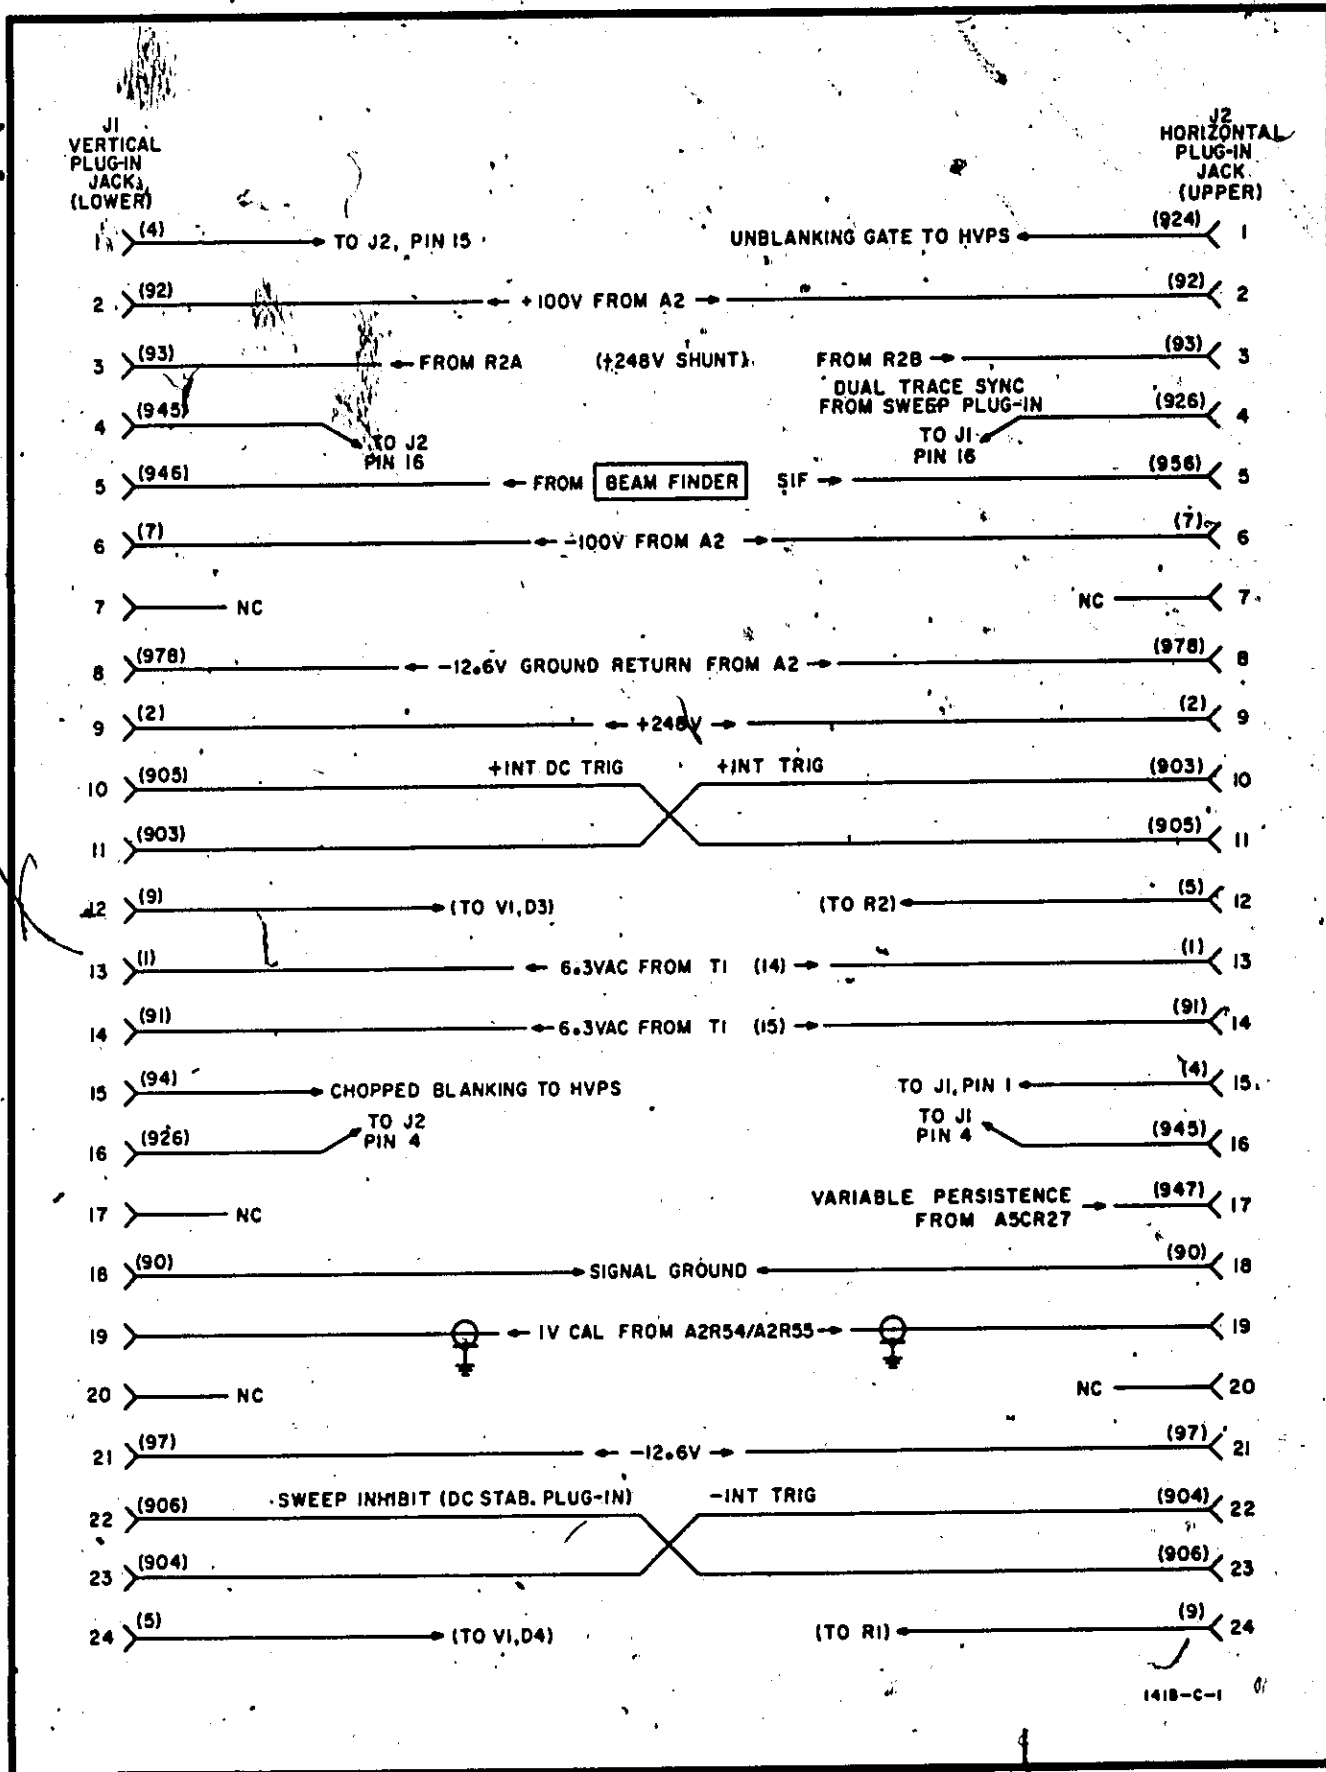 J1
VERTICAL
PLUG-IN
JACK
(LOWER)
J2
HORIZONTAL
PLUG-IN
JACK
(UPPER)
1 (4) TO J2, PIN 15 UNBLANKING GATE TO HVPS (924) 1
2 (92) +100V FROM A2 (92) 2
3 (93) FROM R2A (+248V SHUNT) FROM R2B (93) 3
DUAL TRACE SYNC
FROM SWEEP PLUG-IN
4 (945) TO J2 TO J1 (926) 4
PIN 16 PIN 16
5 (946) FROM BEAM FINDER S1F (956) 5
6 (7) -100V FROM A2 (7) 6
7 NC NC 7
8 (978) -12.6V GROUND RETURN FROM A2 (978) 8
9 (2) +248V (2) 9
10 (905) +INT DC TRIG +INT TRIG (903) 10
11 (903) (905) 11
12 (9) (TO V1,D3) (TO R2) (5) 12
13 (1) 6.3VAC FROM T1 (14) (1) 13
14 (91) 6.3VAC FROM T1 (15) (91) 14
15 (94) CHOPPED BLANKING TO HVPS TO J1, PIN 1 (4) 15
16 (926) TO J2 TO J1 (945) 16
PIN 4 PIN 4
17 NC VARIABLE PERSISTENCE (947) 17
FROM A5CR27
18 (90) SIGNAL GROUND (90) 18
19 1V CAL FROM A2R54/A2R55 19
20 NC NC 20
21 (97) -12.6V (97) 21
22 (906) SWEEP INHIBIT (DC STAB. PLUG-IN) -INT TRIG (904) 22
23 (904) (906) 23
24 (5) (TO V1,D4) (TO R1) (9) 24
141B-C-1